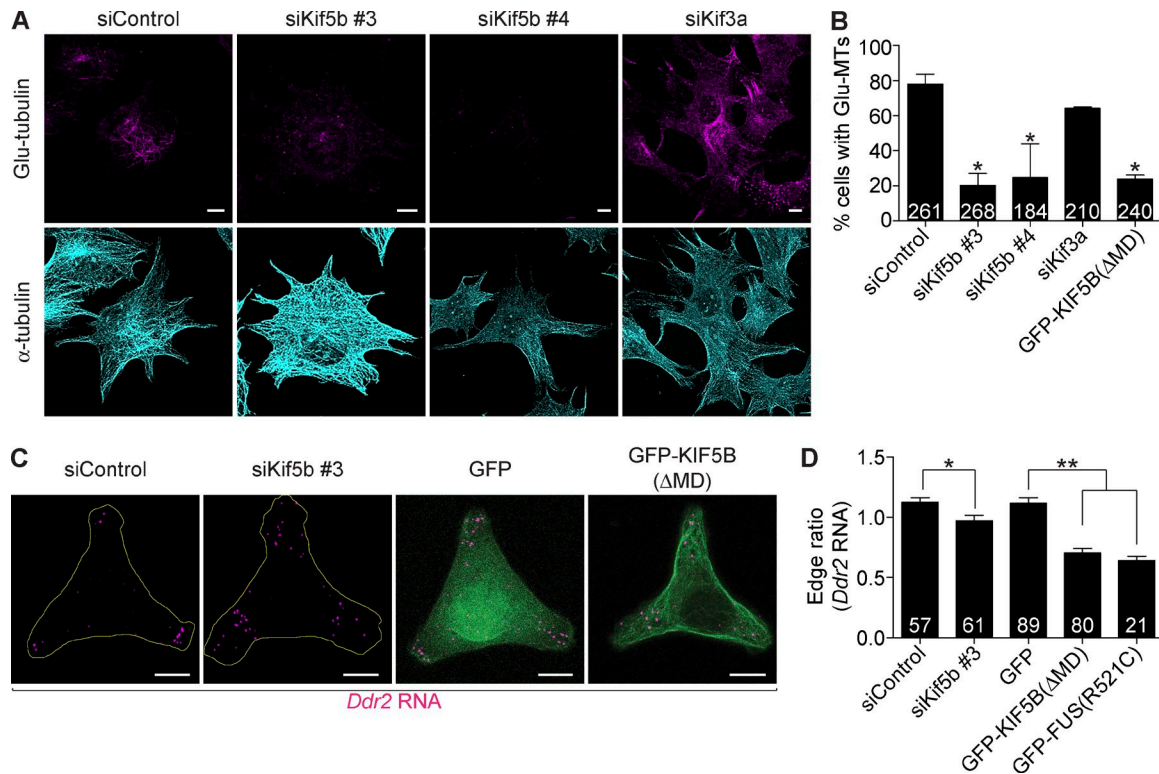 A
siControl
siKif5b #3
siKif5b #4
siKif3a
Glu-tubulin
α-tubulin
B
% cells with Glu-MTs
100
80
60
40
20
0
261
268
184
210
240
*
*
*
siControl
siKif5b #3
siKif5b #4
siKif3a
GFP-KIF5B(ΔMD)
C
siControl
siKif5b #3
GFP
GFP-KIF5B
(ΔMD)
Ddr2 RNA
D
Edge ratio
(Ddr2 RNA)
1.5
1.0
0.5
0.0
*
**
57
61
89
80
21
siControl
siKif5b #3
GFP
GFP-KIF5B(ΔMD)
GFP-FUS(R521C)